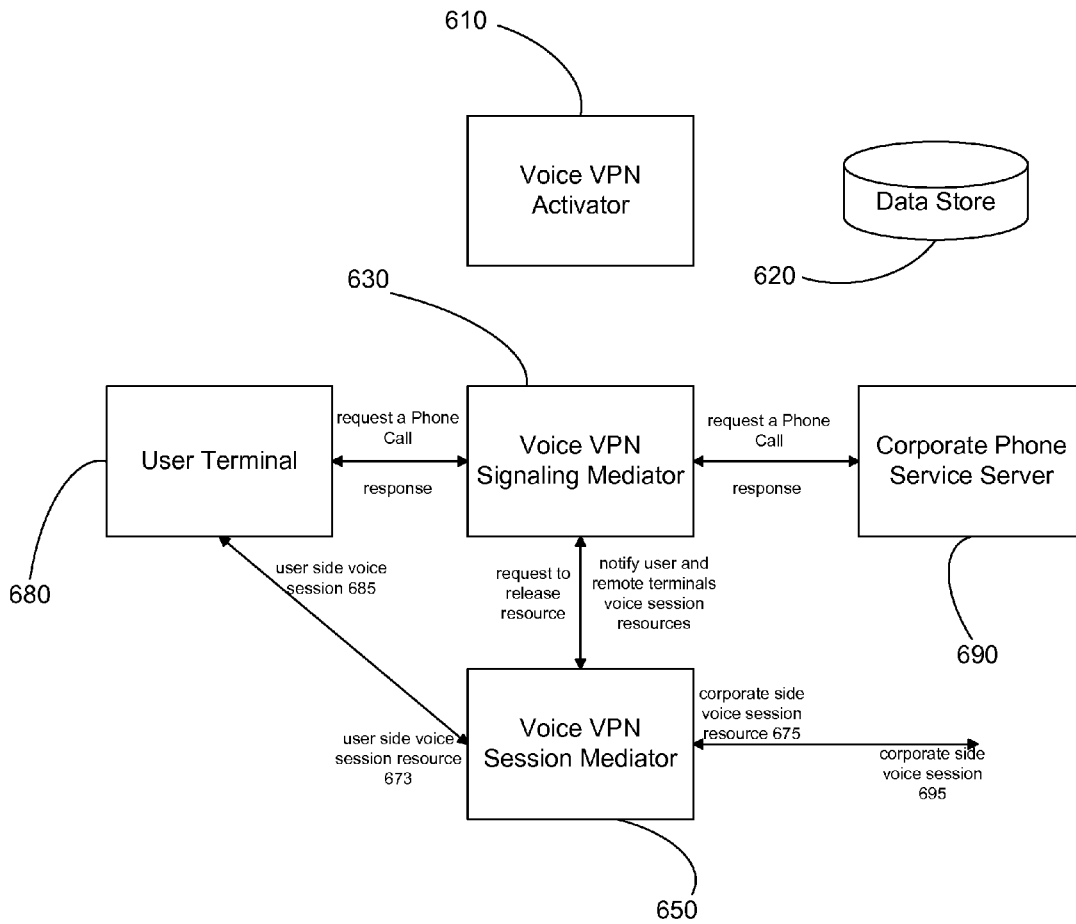 610
Voice VPN
Activator
Data Store
620
630
request a Phone
Call
response
User Terminal
Voice VPN
Signaling Mediator
request a Phone
Call
response
Corporate Phone
Service Server
680
user side voice
session 685
request to
release
resource
notify user and
remote terminals
voice session
resources
690
user side voice
session resource
673
Voice VPN
Session Mediator
corporate side
voice session
resource 675
corporate side
voice session
695
650